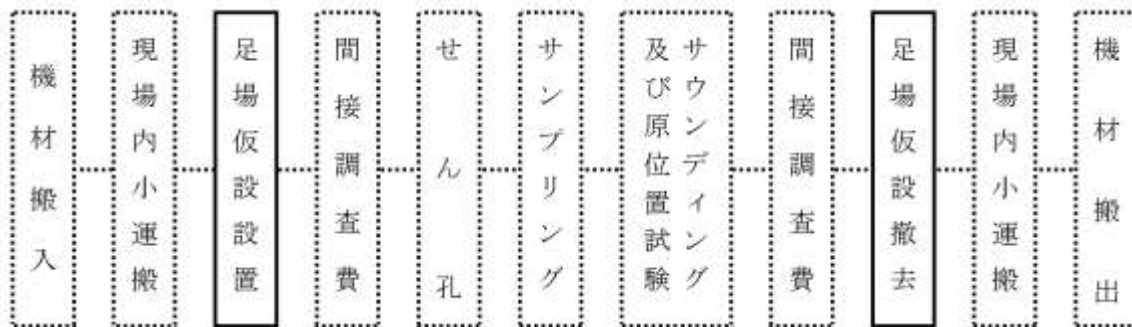 機材搬入
現場内小運搬
足場仮設設置
間接調査費
せん孔
サンプリング
サウンディング
及び原位置試験
間接調査費
足場仮設撤去
現場内小運搬
機材搬出